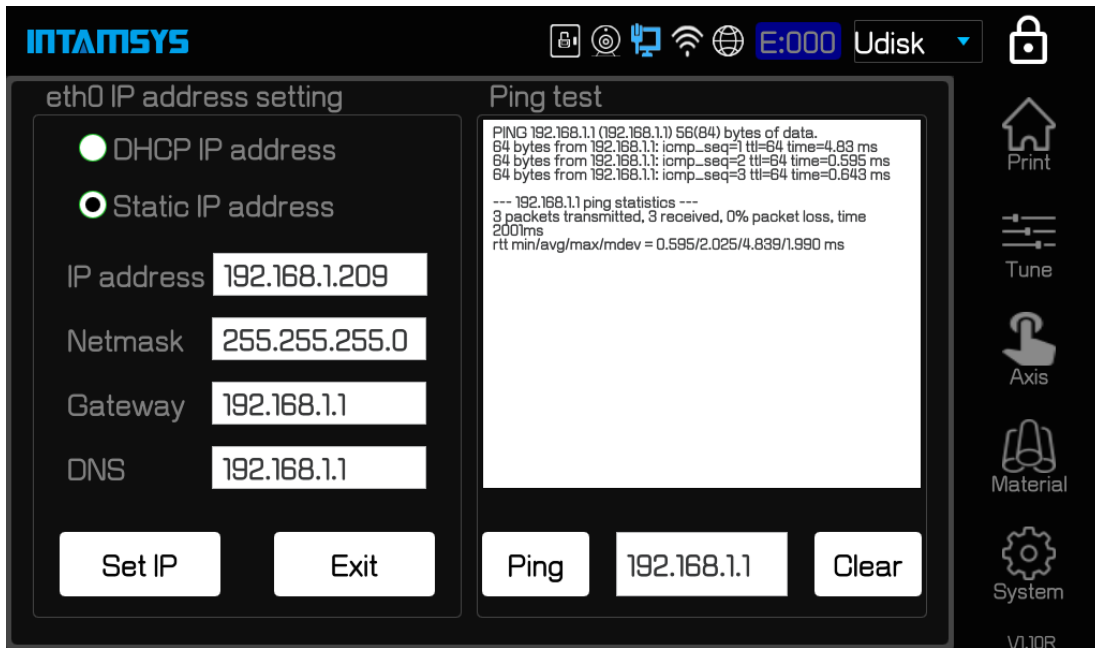 INTAMSYS
E:000 Udisk
eth0 IP address setting
DHCP IP address
Static IP address
IP address 192.168.1.209
Netmask 255.255.255.0
Gateway 192.168.1.1
DNS 192.168.1.1
Set IP
Exit
Ping test
PING 192.168.1.1 (192.168.1.1) 56(84) bytes of data.
64 bytes from 192.168.1.1: icmp_seq=1 ttl=64 time=4.83 ms
64 bytes from 192.168.1.1: icmp_seq=2 ttl=64 time=0.595 ms
64 bytes from 192.168.1.1: icmp_seq=3 ttl=64 time=0.643 ms
--- 192.168.1.1 ping statistics ---
3 packets transmitted, 3 received, 0% packet loss, time
2001ms
rtt min/avg/max/mdev = 0.595/2.025/4.839/1.990 ms
Ping
192.168.1.1
Clear
Print
Tune
Axis
Material
System
V1.10R